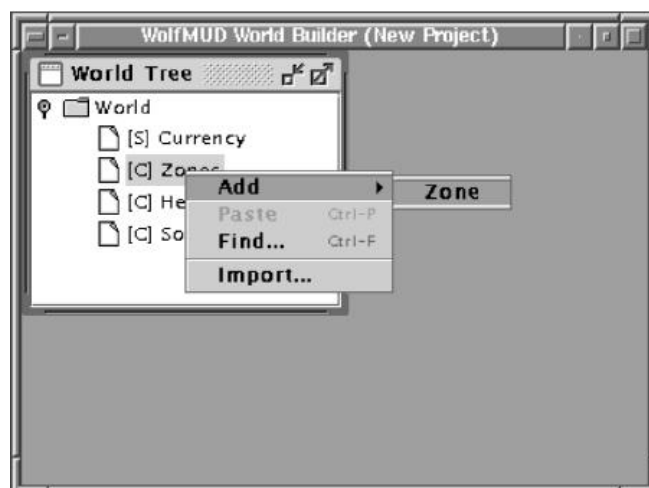 WolfMUD World Builder (New Project)
World Tree
World
[S] Currency
[C] Zones
Add Zone
[C] He
Paste Ctrl-P
[C] So
Find... Ctrl-F
Import...